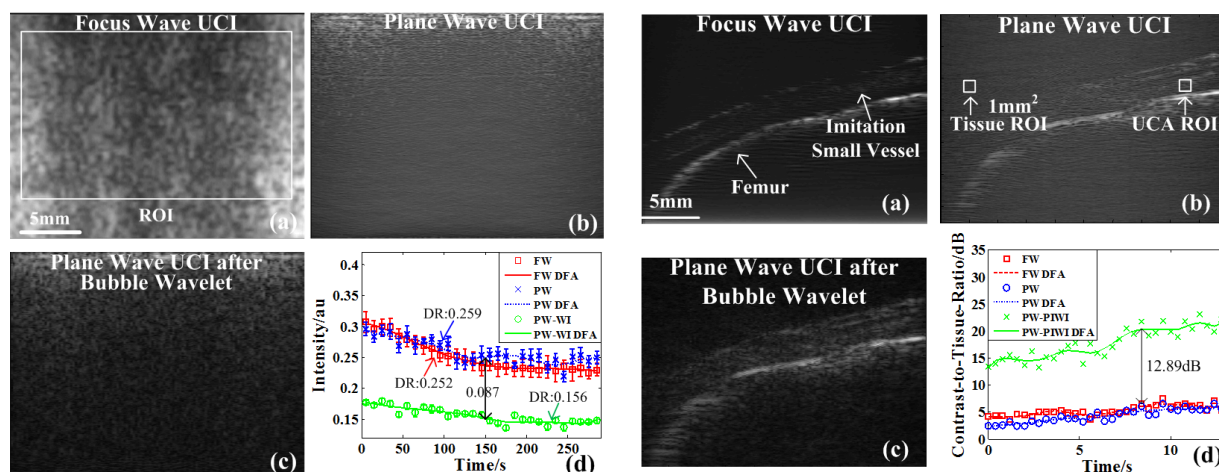 Focus Wave UCI
5mm
ROI
(a)
Plane Wave UCI
(b)
Plane Wave UCI after
Bubble Wavelet
(c)
0.4
0.35
0.3
0.25
0.2
0.15
Intensity/au
0
50
100
150
200
250
Time/s
FW
FW DFA
PW
PW DFA
PW-WI
PW-WI DFA
DR:0.259
DR:0.252
0.087
DR:0.156
(d)
Focus Wave UCI
Imitation
Small Vessel
Femur
5mm
(a)
Plane Wave UCI
1mm2
Tissue ROI
UCA ROI
(b)
Plane Wave UCI after
Bubble Wavelet
(c)
Contrast-to-Tissue-Ratio/dB
35
30
25
20
15
10
5
0
0
5
10
Time/s
FW
FW DFA
PW
PW DFA
PW-PIWI
PW-PIWI DFA
12.89dB
(d)